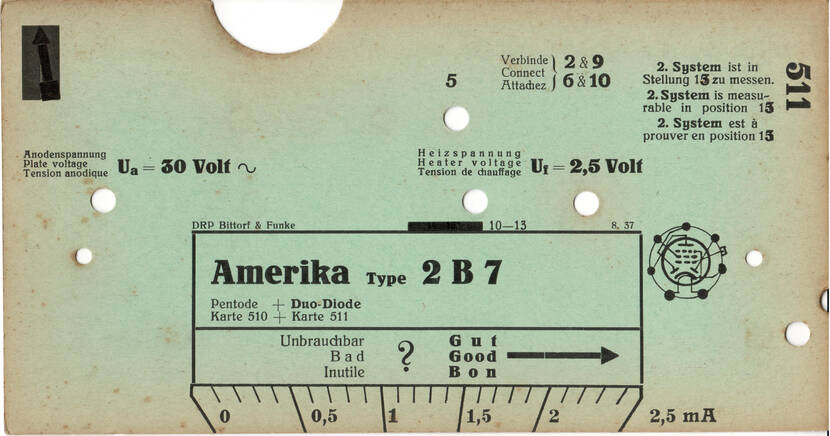 Verbinde } 2 & 9
Connect
Attachez } 6 & 10
5
2. System ist in
Stellung 13 zu messen.
2. System is measu-
rable in position 13
2. System est à
prouver en position 13
511
Anodenspannung
Plate voltage
Tension anodique
Ua = 30 Volt ~
Heizspannung
Heater voltage
Tension de chauffage
Uf = 2,5 Volt
DRP Bittorf & Funke
10—13
8. 37
Amerika Type 2 B 7
Pentode + Duo-Diode
Karte 510 + Karte 511
Unbrauchbar
Bad
Inutile
?
Gut
Good
Bon
0 0,5 1 1,5 2 2,5 mA